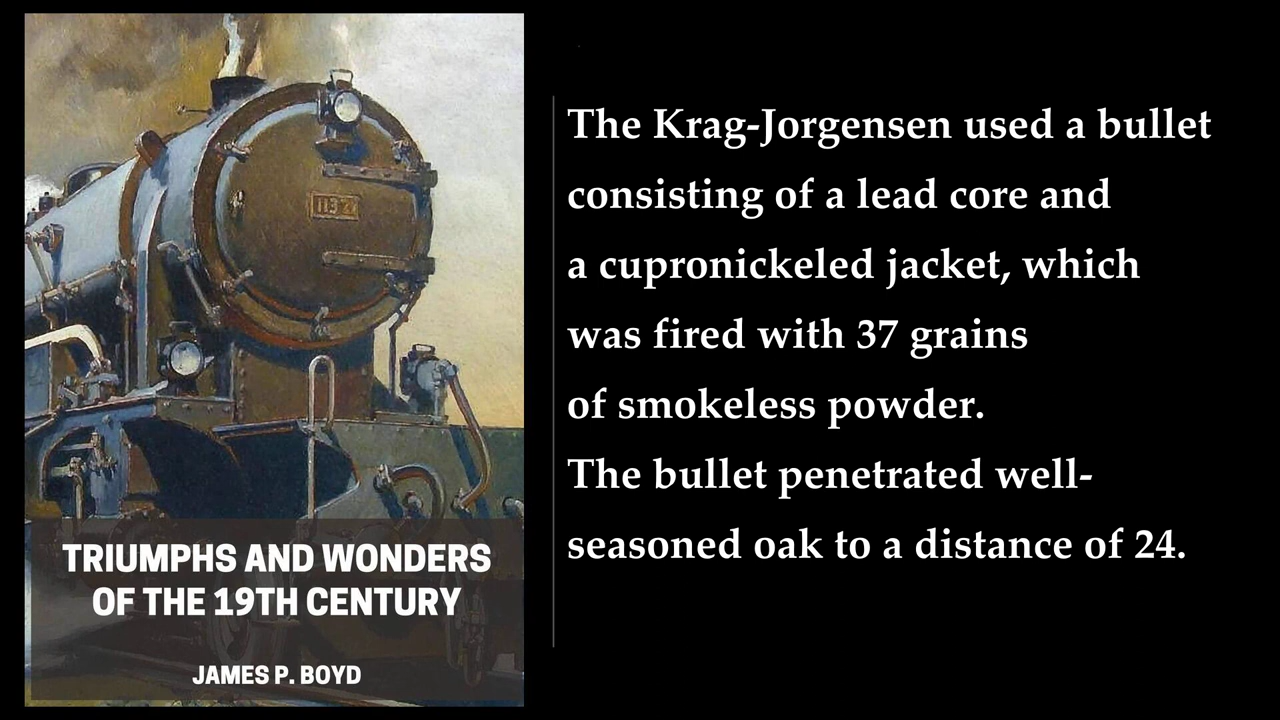 The Krag-Jorgensen used a bullet
consisting of a lead core and
a cupronickeled jacket, which
was fired with 37 grains
of smokeless powder.
The bullet penetrated well-
seasoned oak to a distance of 24.
TRIUMPHS AND WONDERS
OF THE 19TH CENTURY
JAMES P. BOYD